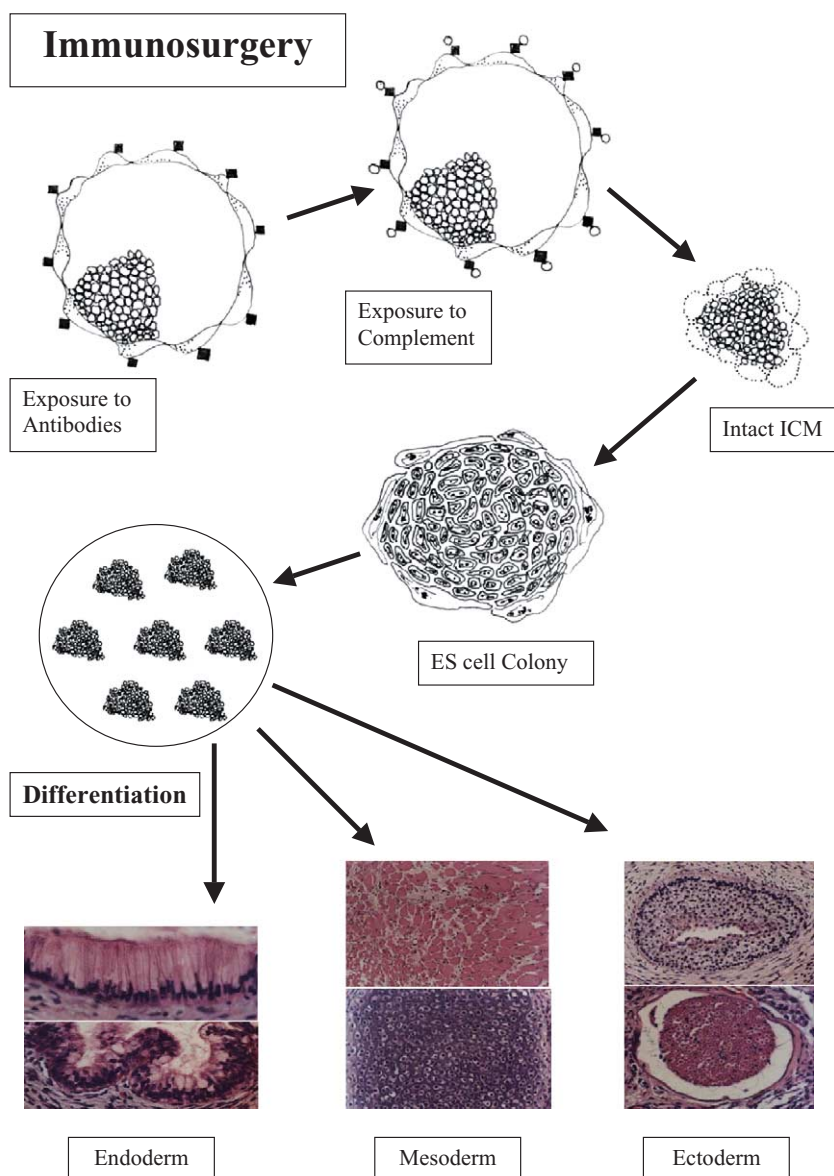 Immunosurgery
Exposure to
Complement
Exposure to
Antibodies
Intact ICM
ES cell Colony
Differentiation
Endoderm
Mesoderm
Ectoderm